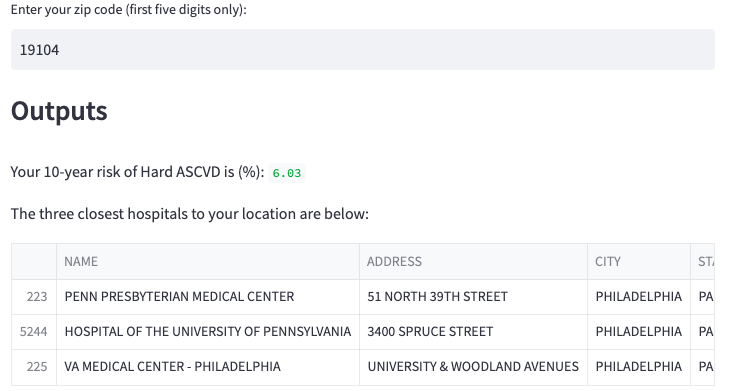 Enter your zip code (first five digits only):
19104
Outputs
Your 10-year risk of Hard ASCVD is (%): 6.03
The three closest hospitals to your location are below:
NAME ADDRESS CITY STA
223 PENN PRESBYTERIAN MEDICAL CENTER 51 NORTH 39TH STREET PHILADELPHIA PA
5244 HOSPITAL OF THE UNIVERSITY OF PENNSYLVANIA 3400 SPRUCE STREET PHILADELPHIA PA
225 VA MEDICAL CENTER - PHILADELPHIA UNIVERSITY & WOODLAND AVENUES PHILADELPHIA PA